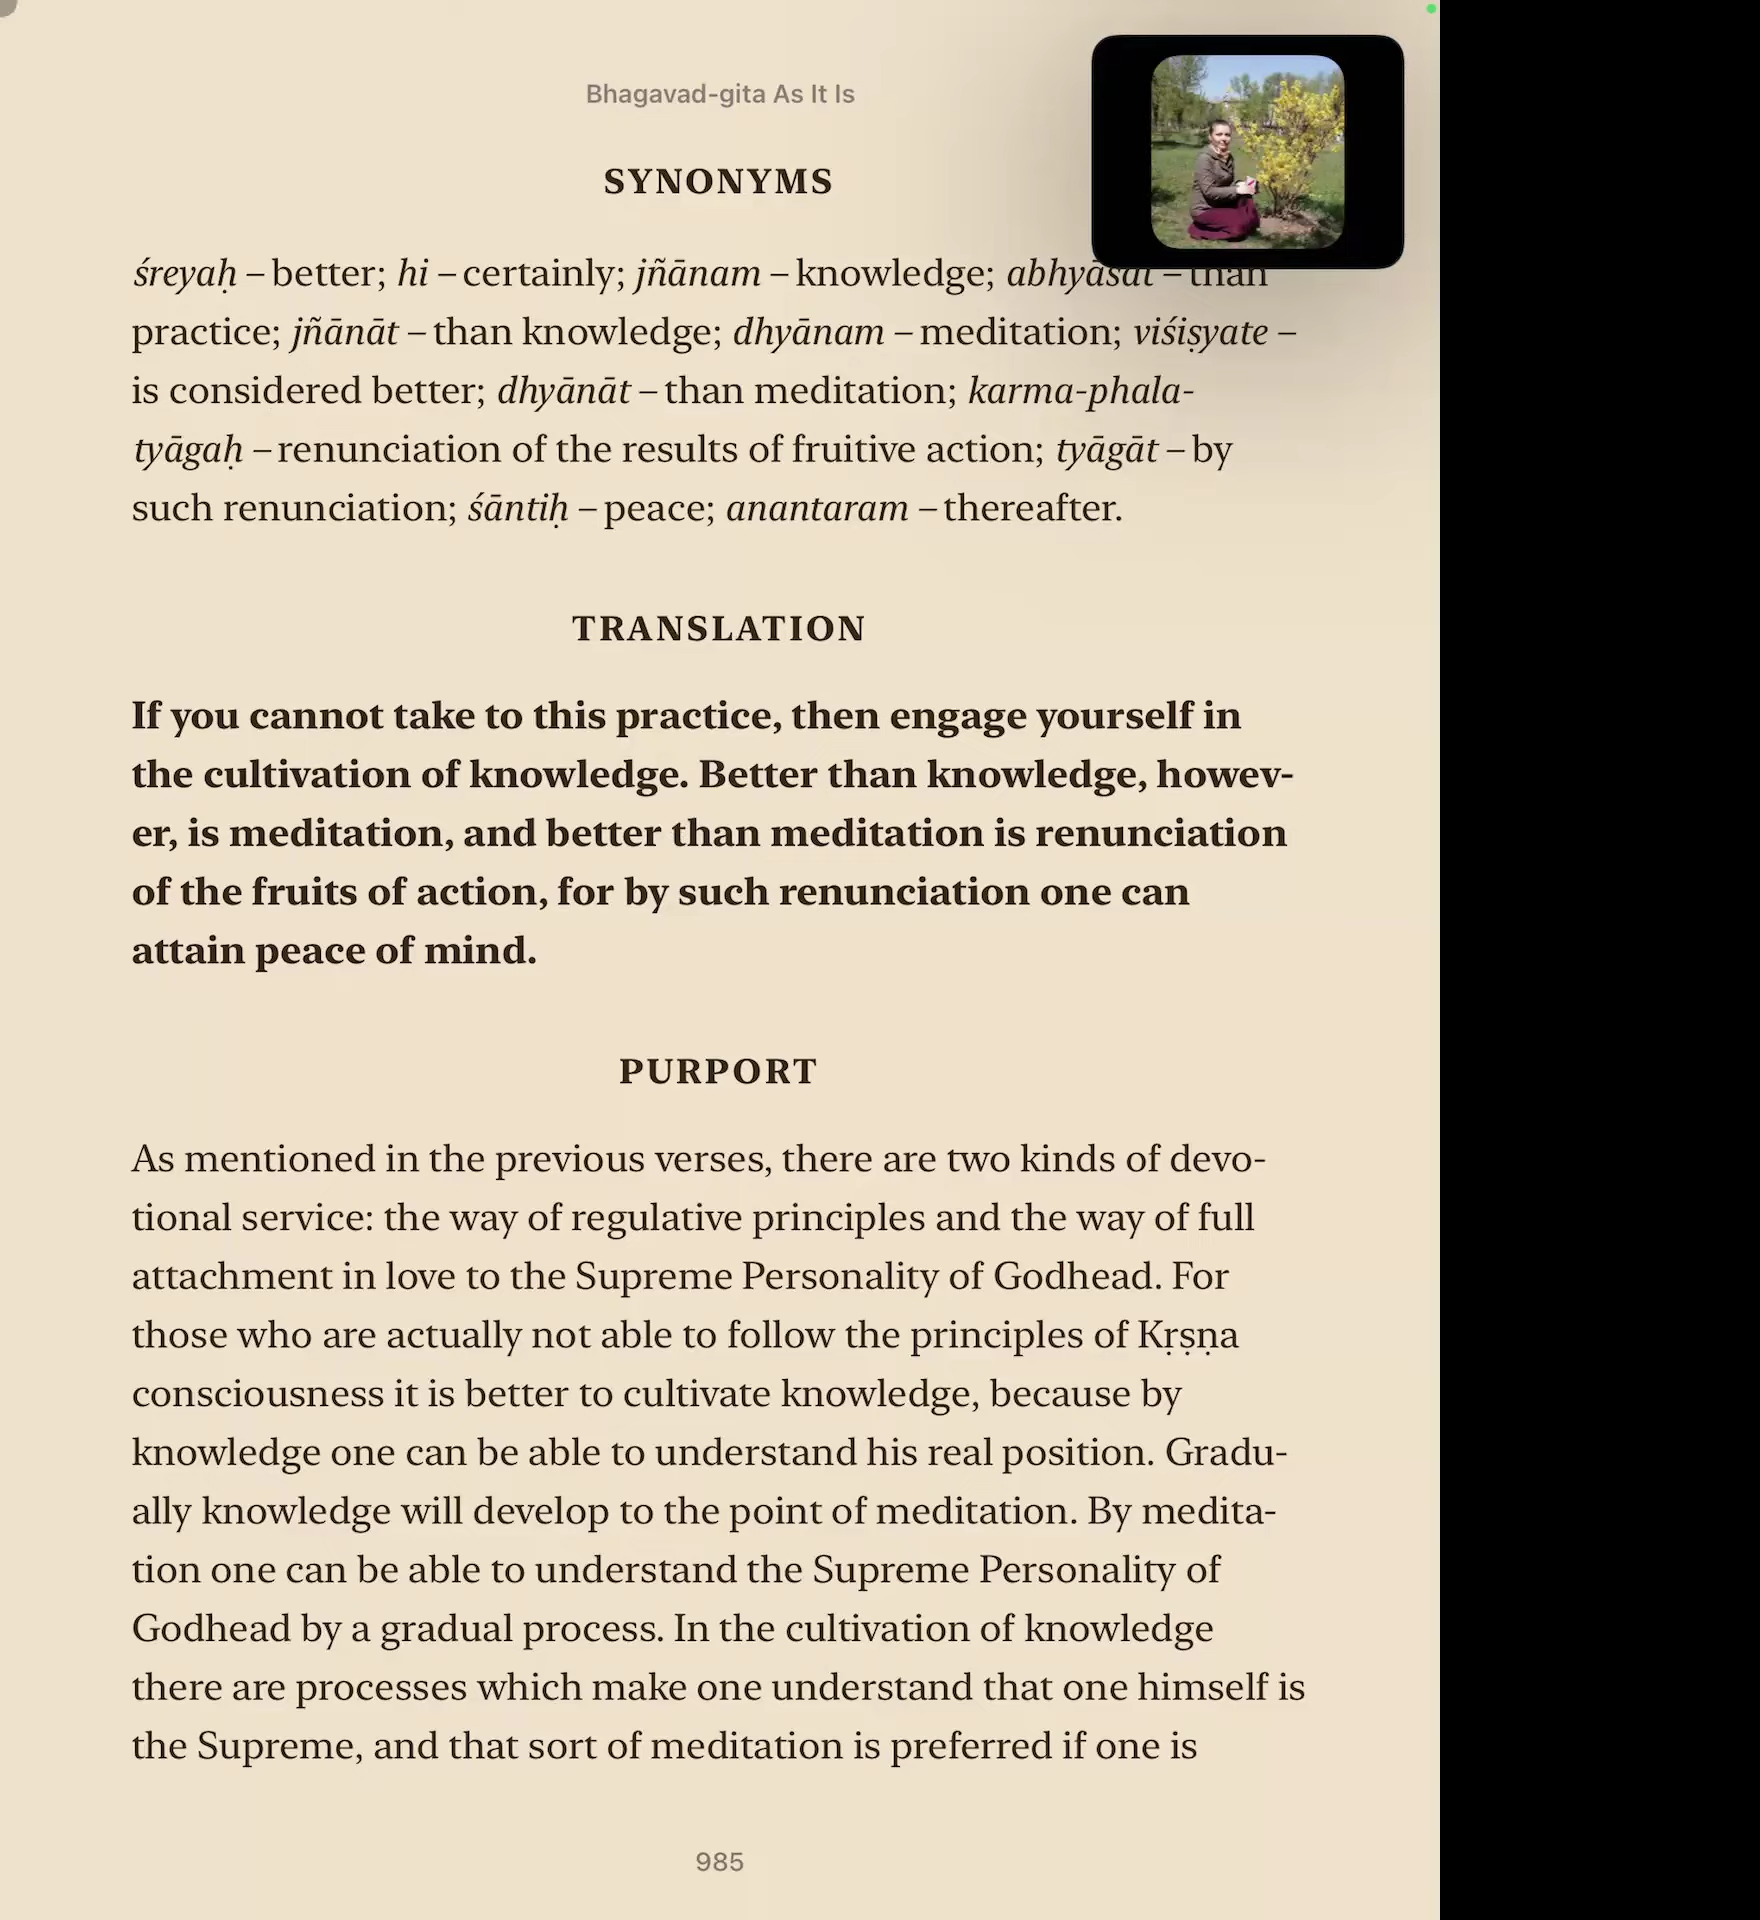 Bhagavad-gita As It Is
SYNONYMS
śreyaḥ – better; hi – certainly; jñānam – knowledge; abhyāsāt – than
practice; jñānāt – than knowledge; dhyānam – meditation; viśiṣyate –
is considered better; dhyānāt – than meditation; karma-phala-
tyāgaḥ – renunciation of the results of fruitive action; tyāgāt – by
such renunciation; śāntiḥ – peace; anantaram – thereafter.
TRANSLATION
If you cannot take to this practice, then engage yourself in
the cultivation of knowledge. Better than knowledge, howev-
er, is meditation, and better than meditation is renunciation
of the fruits of action, for by such renunciation one can
attain peace of mind.
PURPORT
As mentioned in the previous verses, there are two kinds of devo-
tional service: the way of regulative principles and the way of full
attachment in love to the Supreme Personality of Godhead. For
those who are actually not able to follow the principles of Kṛṣṇa
consciousness it is better to cultivate knowledge, because by
knowledge one can be able to understand his real position. Gradu-
ally knowledge will develop to the point of meditation. By medita-
tion one can be able to understand the Supreme Personality of
Godhead by a gradual process. In the cultivation of knowledge
there are processes which make one understand that one himself is
the Supreme, and that sort of meditation is preferred if one is
985